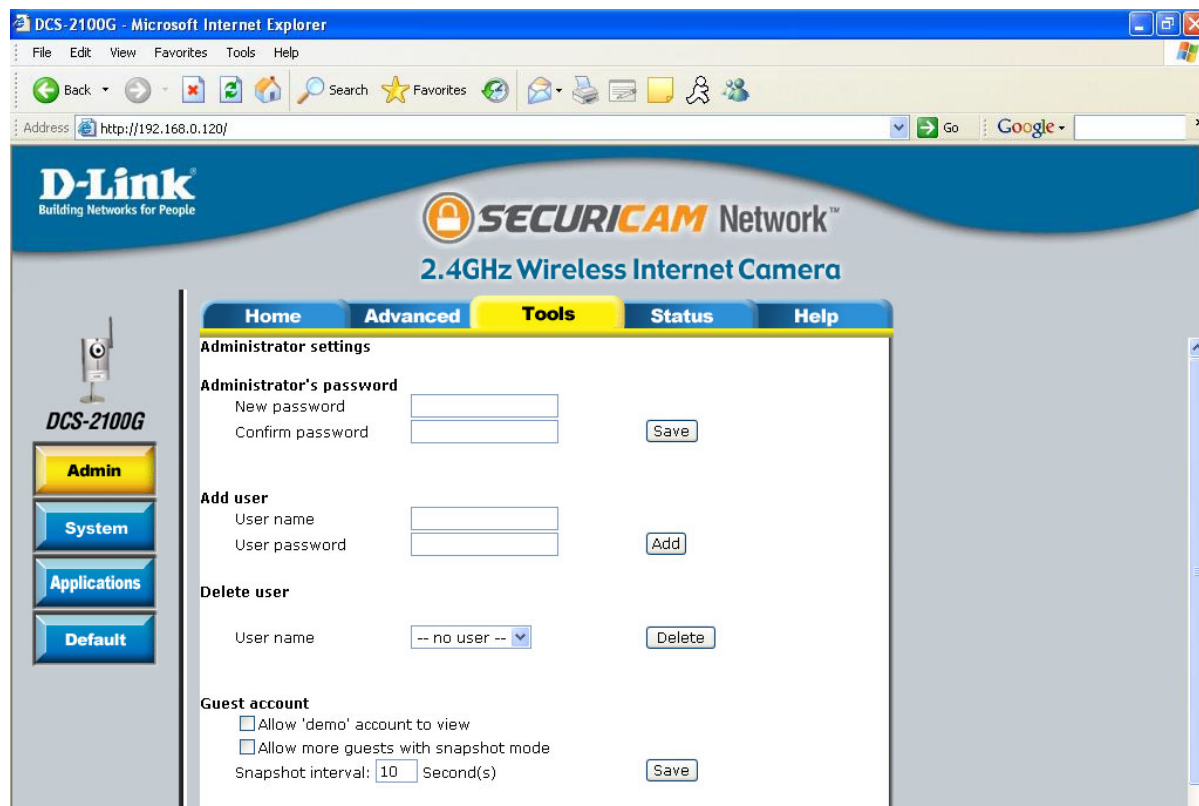 DCS-2100G - Microsoft Internet Explorer
File Edit View Favorites Tools Help
Back Search Favorites
Address http://192.168.0.120/ Go Google
D-Link
Building Networks for People
SECURICAM Network™
2.4GHz Wireless Internet Camera
Home Advanced Tools Status Help
DCS-2100G
Admin
System
Applications
Default
Administrator settings
Administrator's password
New password
Confirm password Save
Add user
User name
User password Add
Delete user
User name -- no user -- Delete
Guest account
Allow 'demo' account to view
Allow more guests with snapshot mode
Snapshot interval: 10 Second(s) Save